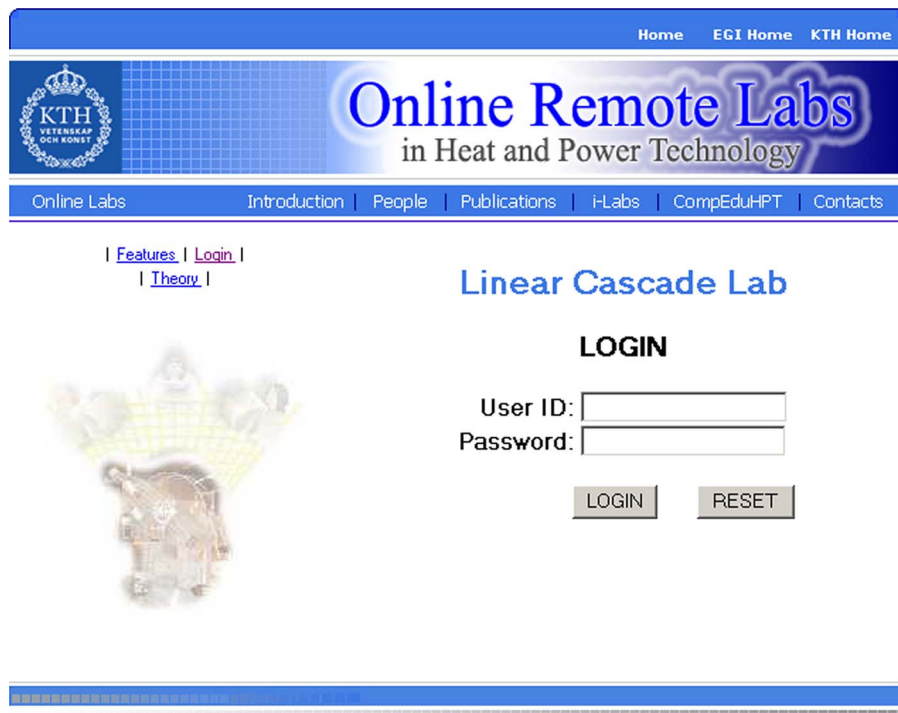 Home EGI Home KTH Home
KTH
VETENSKAP
OCH KONST
Online Remote Labs
in Heat and Power Technology
Online Labs Introduction | People | Publications | i-Labs | CompEduHPT | Contacts
| Features | Login |
| Theory |
Linear Cascade Lab
LOGIN
User ID:
Password:
LOGIN RESET